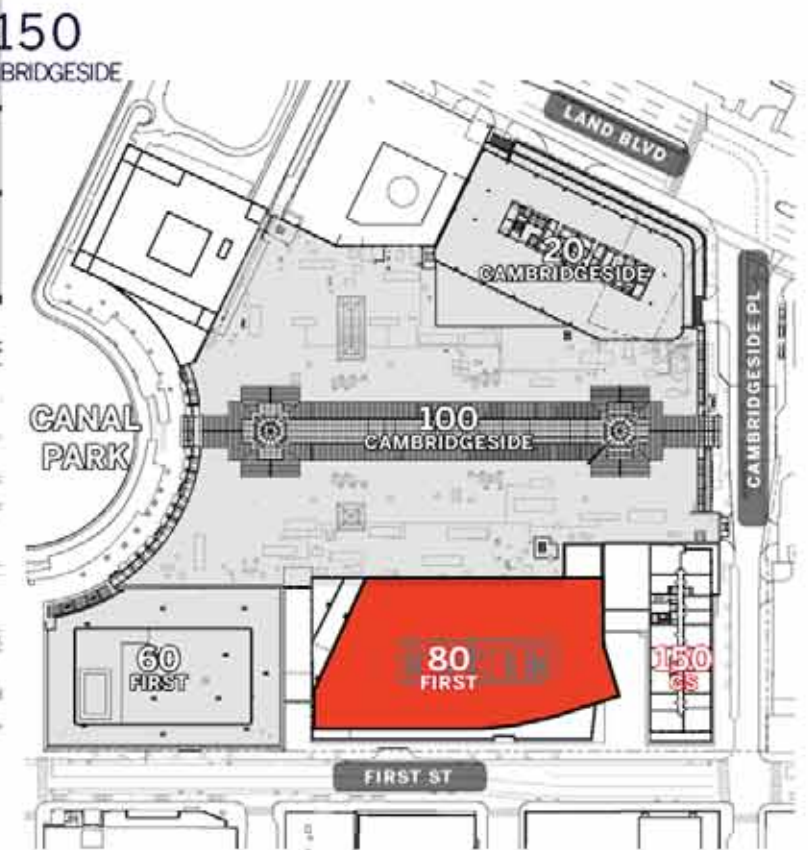 150
BRIDGESIDE
LAND BLVD
20
CAMBRIDGESIDE
CAMBRIDGESIDE PL
100
CAMBRIDGESIDE
CANAL
PARK
60
FIRST
80
FIRST
150
CS
FIRST ST